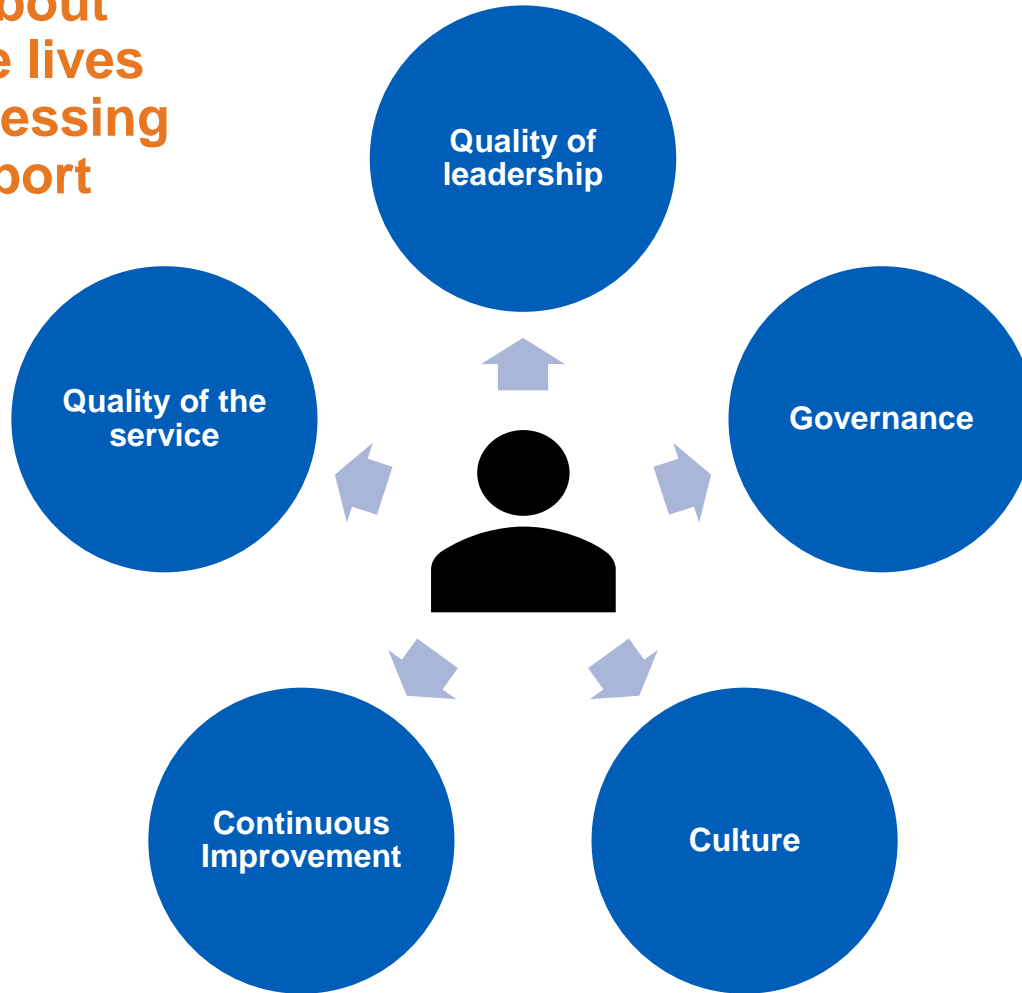 bout
e lives
essing
port
Quality of
leadership
Quality of the
service
Governance
Continuous
Improvement
Culture